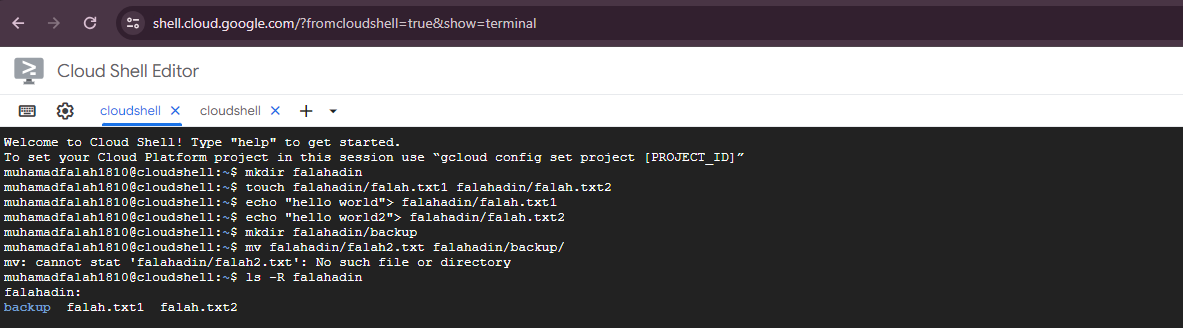 shell.cloud.google.com/?fromcloudshell=true&show=terminal
Cloud Shell Editor
cloudshell cloudshell
Welcome to Cloud Shell! Type "help" to get started.
To set your Cloud Platform project in this session use “gcloud config set project [PROJECT_ID]”
muhamadfalah1810@cloudshell:~$ mkdir falahadin
muhamadfalah1810@cloudshell:~$ touch falahadin/falah.txt1 falahadin/falah.txt2
muhamadfalah1810@cloudshell:~$ echo "hello world"> falahadin/falah.txt1
muhamadfalah1810@cloudshell:~$ echo "hello world2"> falahadin/falah.txt2
muhamadfalah1810@cloudshell:~$ mkdir falahadin/backup
muhamadfalah1810@cloudshell:~$ mv falahadin/falah2.txt falahadin/backup/
mv: cannot stat 'falahadin/falah2.txt': No such file or directory
muhamadfalah1810@cloudshell:~$ ls -R falahadin
falahadin:
backup falah.txt1 falah.txt2